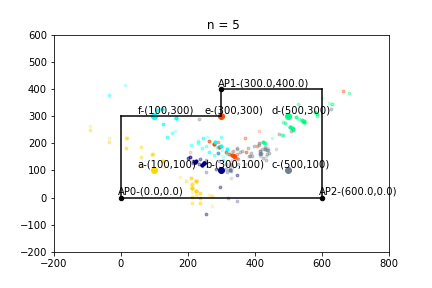 n = 5
600
500
400
300
200
100
0
−100
−200
AP1-(300.0,400.0)
f-(100,300)
e-(300,300)
d-(500,300)
a-(100,100)
b-(300,100)
c-(500,100)
AP0-(0.0,0.0)
AP2-(600.0,0.0)
−200
0
200
400
600
800